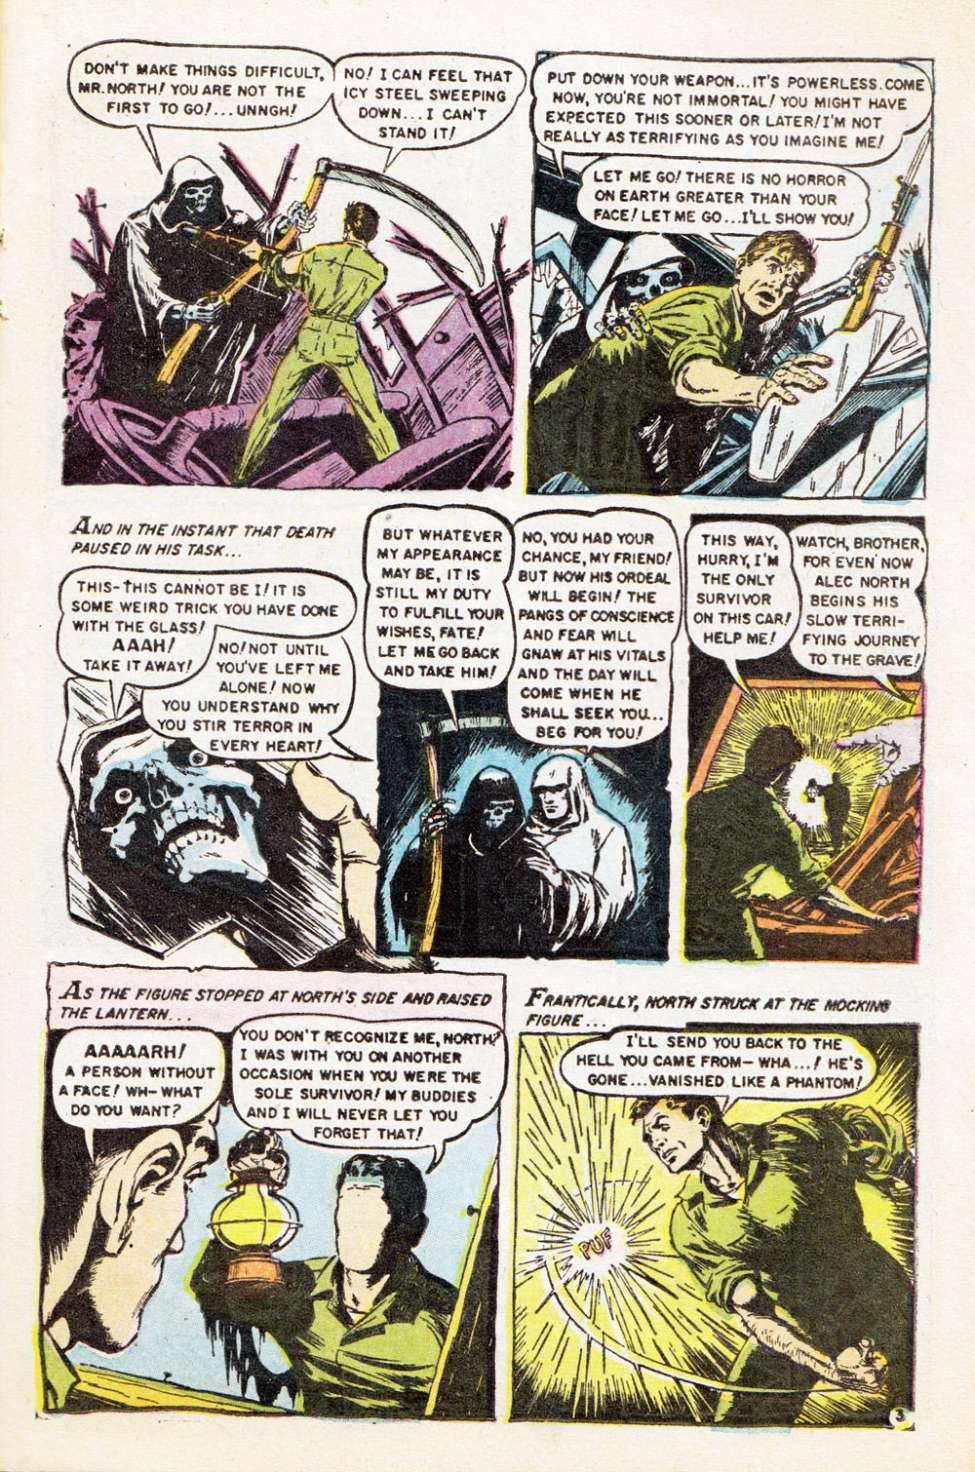 DON'T MAKE THINGS DIFFICULT,
MR. NORTH! YOU ARE NOT THE
FIRST TO GO!...UNNGH!
NO! I CAN FEEL THAT
ICY STEEL SWEEPING
DOWN...I CAN'T
STAND IT!
PUT DOWN YOUR WEAPON...IT'S POWERLESS. COME
NOW, YOU'RE NOT IMMORTAL! YOU MIGHT HAVE
EXPECTED THIS SOONER OR LATER! I'M NOT
REALLY AS TERRIFYING AS YOU IMAGINE ME!
LET ME GO! THERE IS NO HORROR
ON EARTH GREATER THAN YOUR
FACE! LET ME GO...I'LL SHOW YOU!
AND IN THE INSTANT THAT DEATH
PAUSED IN HIS TASK...
THIS-THIS CANNOT BE I! IT IS
SOME WEIRD TRICK YOU HAVE DONE
WITH THE GLASS!
AAAH!
TAKE IT AWAY!
NO! NOT UNTIL
YOU'VE LEFT ME
ALONE! NOW
YOU UNDERSTAND WHY
YOU STIR TERROR IN
EVERY HEART!
BUT WHATEVER
MY APPEARANCE
MAY BE, IT IS
STILL MY DUTY
TO FULFILL YOUR
WISHES, FATE!
LET ME GO BACK
AND TAKE HIM!
NO, YOU HAD YOUR
CHANCE, MY FRIEND!
BUT NOW HIS ORDEAL
WILL BEGIN! THE
PANGS OF CONSCIENCE
AND FEAR WILL
GNAW AT HIS VITALS
AND THE DAY WILL
COME WHEN HE
SHALL SEEK YOU...
BEG FOR YOU!
THIS WAY,
HURRY, I'M
THE ONLY
SURVIVOR
ON THIS CAR!
HELP ME!
WATCH, BROTHER,
FOR EVEN NOW
ALEC NORTH
BEGINS HIS
SLOW TERRI-
FYING JOURNEY
TO THE GRAVE!
AS THE FIGURE STOPPED AT NORTH'S SIDE AND RAISED
THE LANTERN...
AAAAARH!
A PERSON WITHOUT
A FACE! WH-WHAT
DO YOU WANT?
YOU DON'T RECOGNIZE ME, NORTH?
I WAS WITH YOU ON ANOTHER
OCCASION WHEN YOU WERE THE
SOLE SURVIVOR! MY BUDDIES
AND I WILL NEVER LET YOU
FORGET THAT!
FRANTICALLY, NORTH STRUCK AT THE MOCKING
FIGURE...
I'LL SEND YOU BACK TO THE
HELL YOU CAME FROM-WHA...! HE'S
GONE...VANISHED LIKE A PHANTOM!
PUF
3